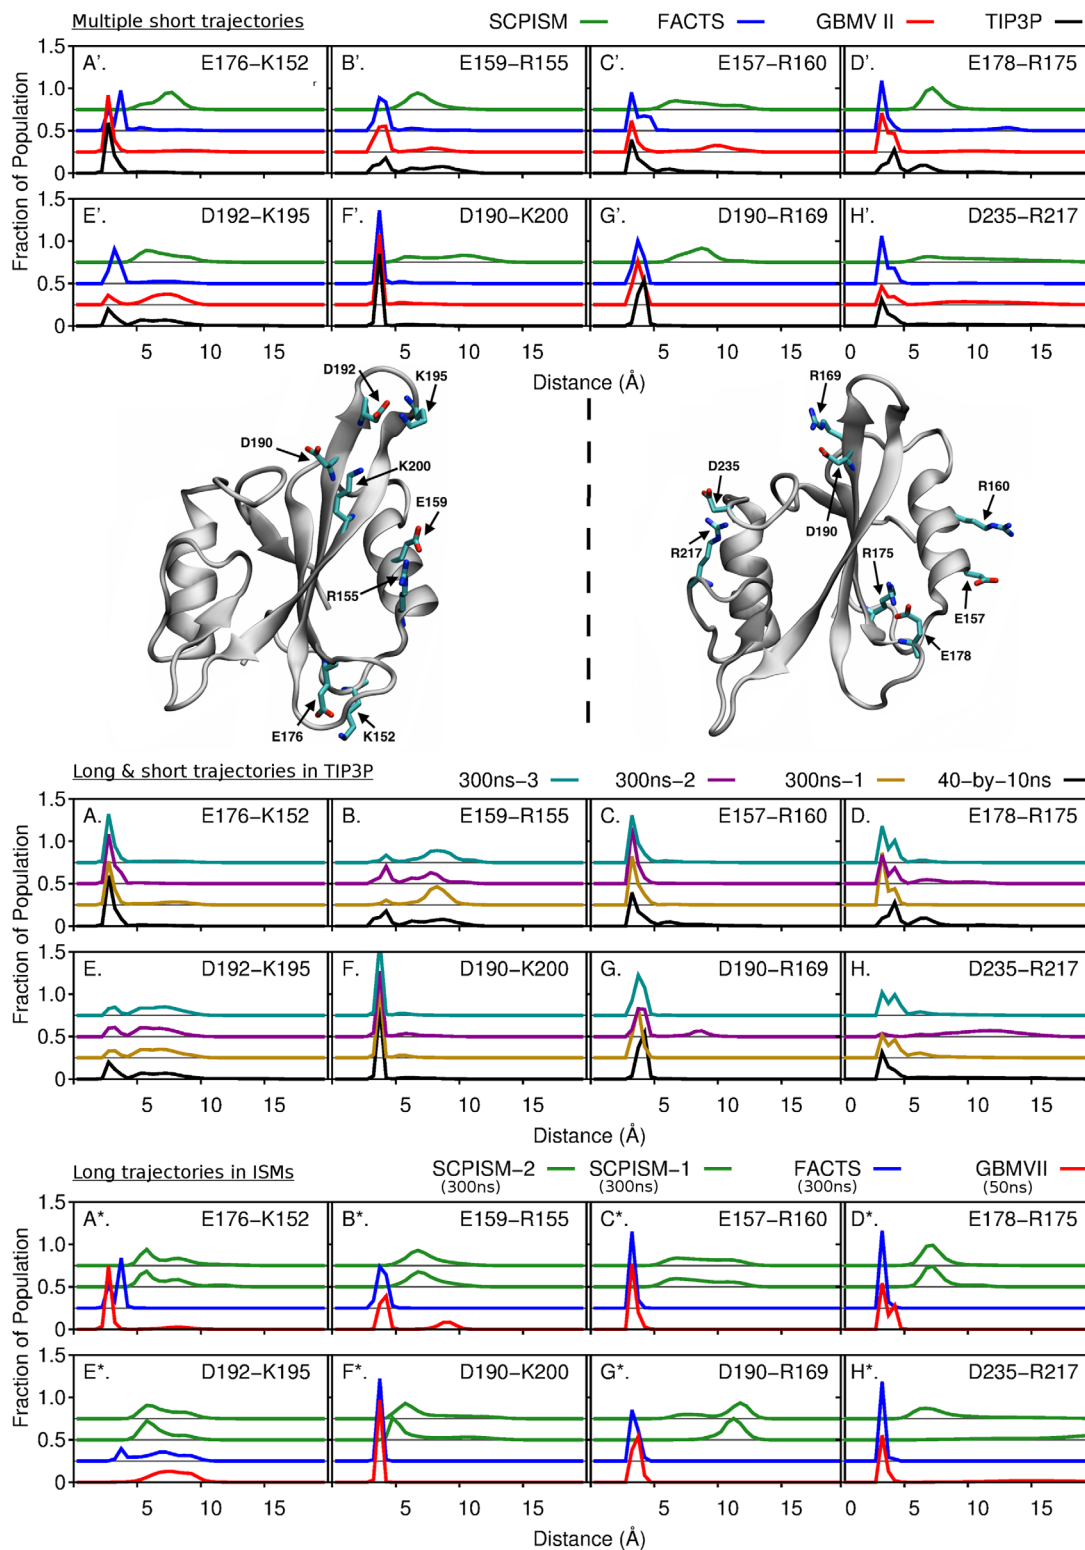 Multiple short trajectories SCPISM FACTS GBMV II TIP3P
A'. E176–K152 B'. E159–R155 C'. E157–R160 D'. E178–R175
E'. D192–K195 F'. D190–K200 G'. D190–R169 H'. D235–R217
Fraction of Population
1.5
1.0
0.5
0
1.5
1.0
0.5
0
5 10 15 5 10 15 5 10 15 0 5 10 15
Distance (Å)
D192
K195
D190
K200
E159
R155
E176
K152
R169
D235
R160
D190
R217
R175
E157
E178
Long & short trajectories in TIP3P 300ns–3 300ns–2 300ns–1 40–by–10ns
A. E176–K152 B. E159–R155 C. E157–R160 D. E178–R175
E. D192–K195 F. D190–K200 G. D190–R169 H. D235–R217
Fraction of Population
1.5
1.0
0.5
0
1.5
1.0
0.5
0
5 10 15 5 10 15 5 10 15 0 5 10 15
Distance (Å)
Long trajectories in ISMs SCPISM–2 SCPISM–1 FACTS GBMVII
(300ns) (300ns) (300ns) (50ns)
A*. E176–K152 B*. E159–R155 C*. E157–R160 D*. E178–R175
E*. D192–K195 F*. D190–K200 G*. D190–R169 H*. D235–R217
Fraction of Population
1.5
1.0
0.5
0
1.5
1.0
0.5
0
5 10 15 5 10 15 5 10 15 0 5 10 15
Distance (Å)